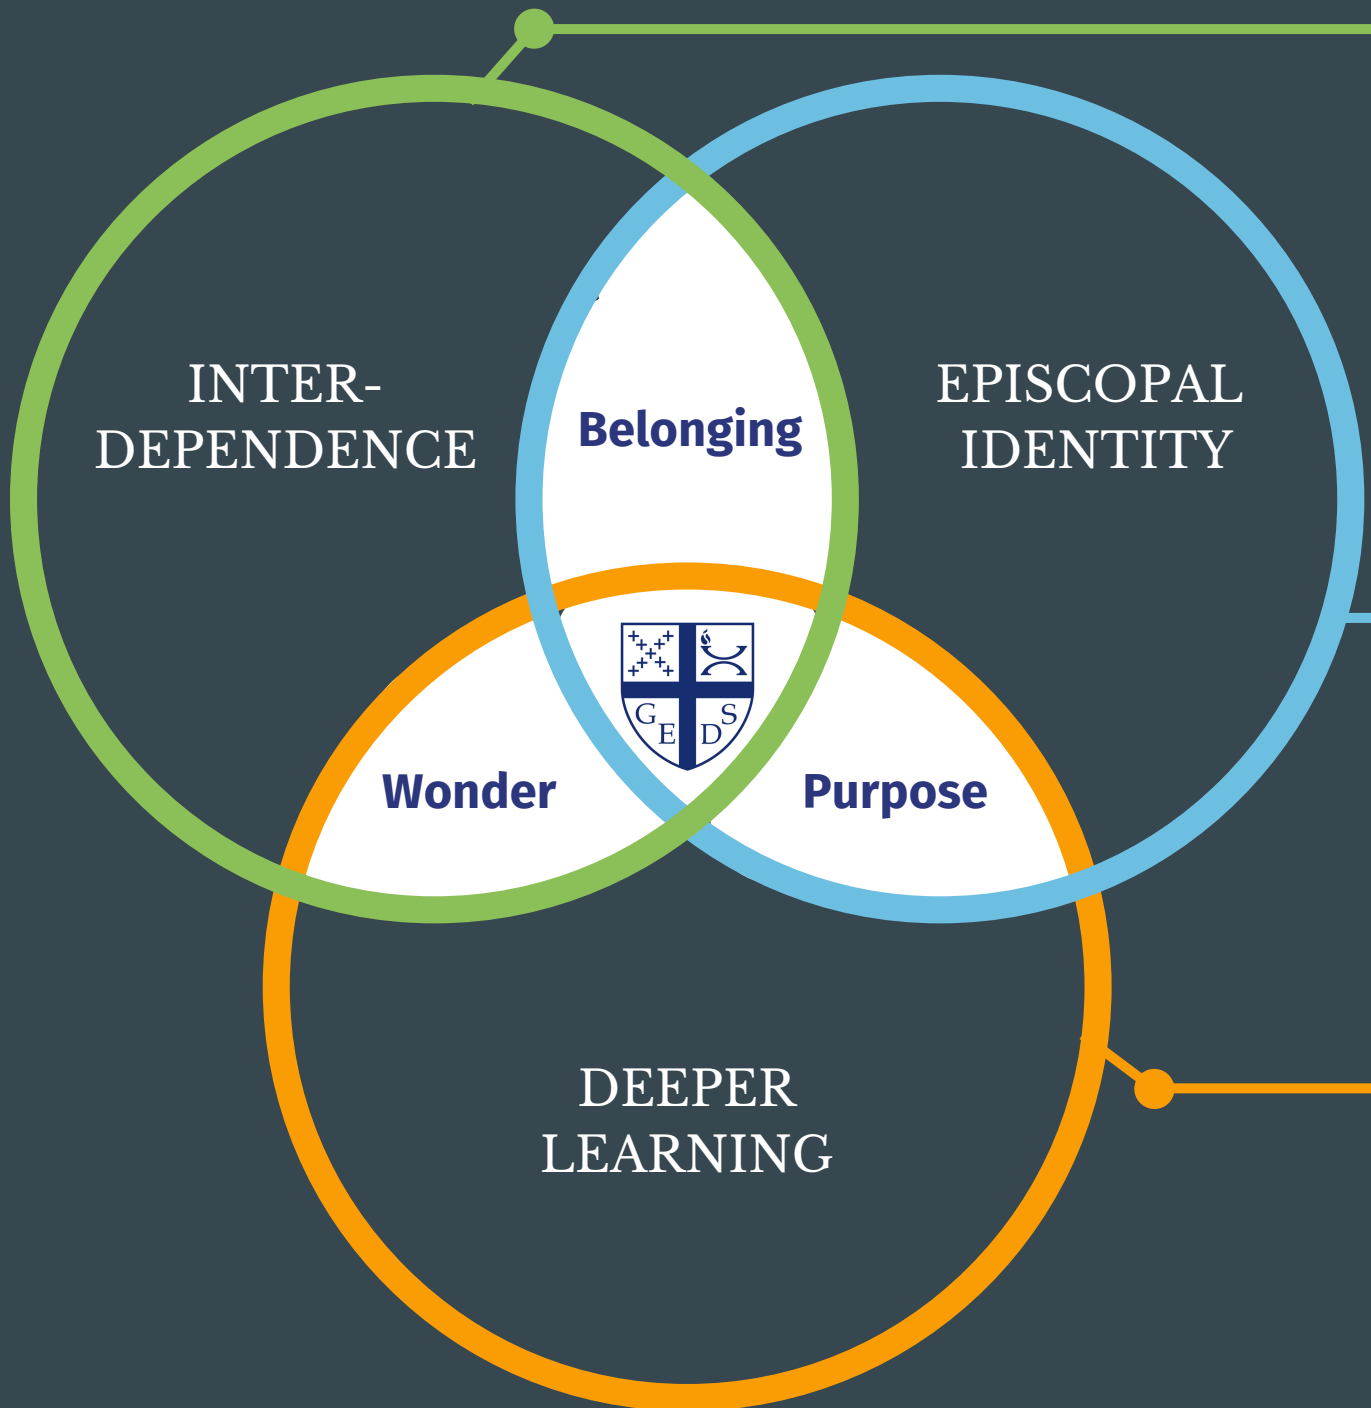 INTER-
DEPENDENCE
EPISCOPAL
IDENTITY
Belonging
G E D S
Wonder
Purpose
DEEPER
LEARNING